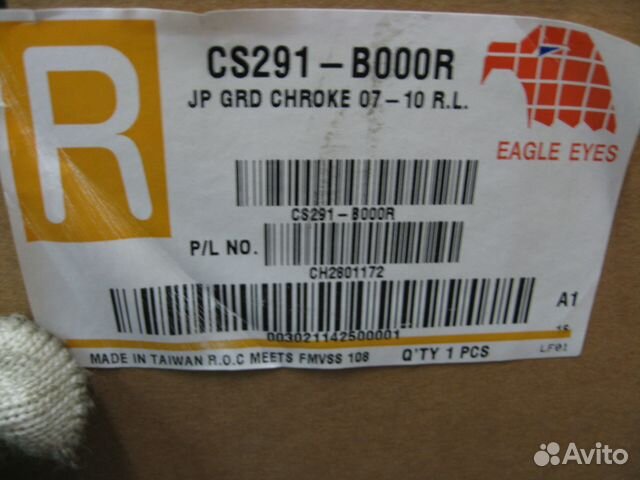 R
CS291-B000R
JP GRD CHROKE 07-10 R.L.
EAGLE EYES
CS291-B000R
P/L NO.
CH2801172
A1
003021142500001
16
MADE IN TAIWAN R.O.C MEETS FMVSS 108 Q'TY 1 PCS LF01
Avito